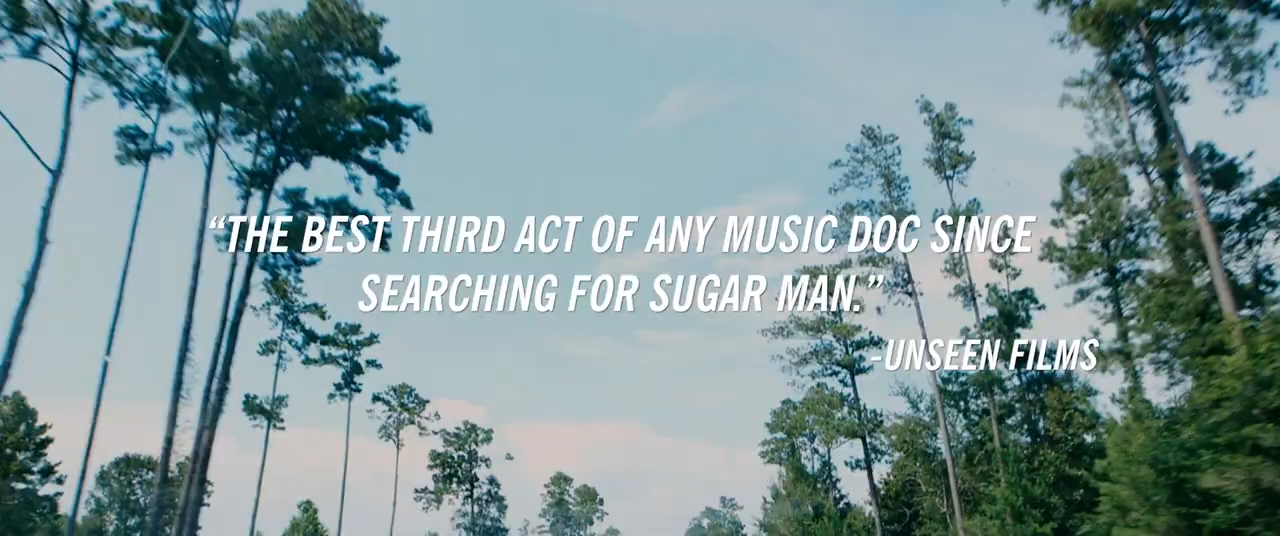 “THE BEST THIRD ACT OF ANY MUSIC DOC SINCE
SEARCHING FOR SUGAR MAN.”
-UNSEEN FILMS